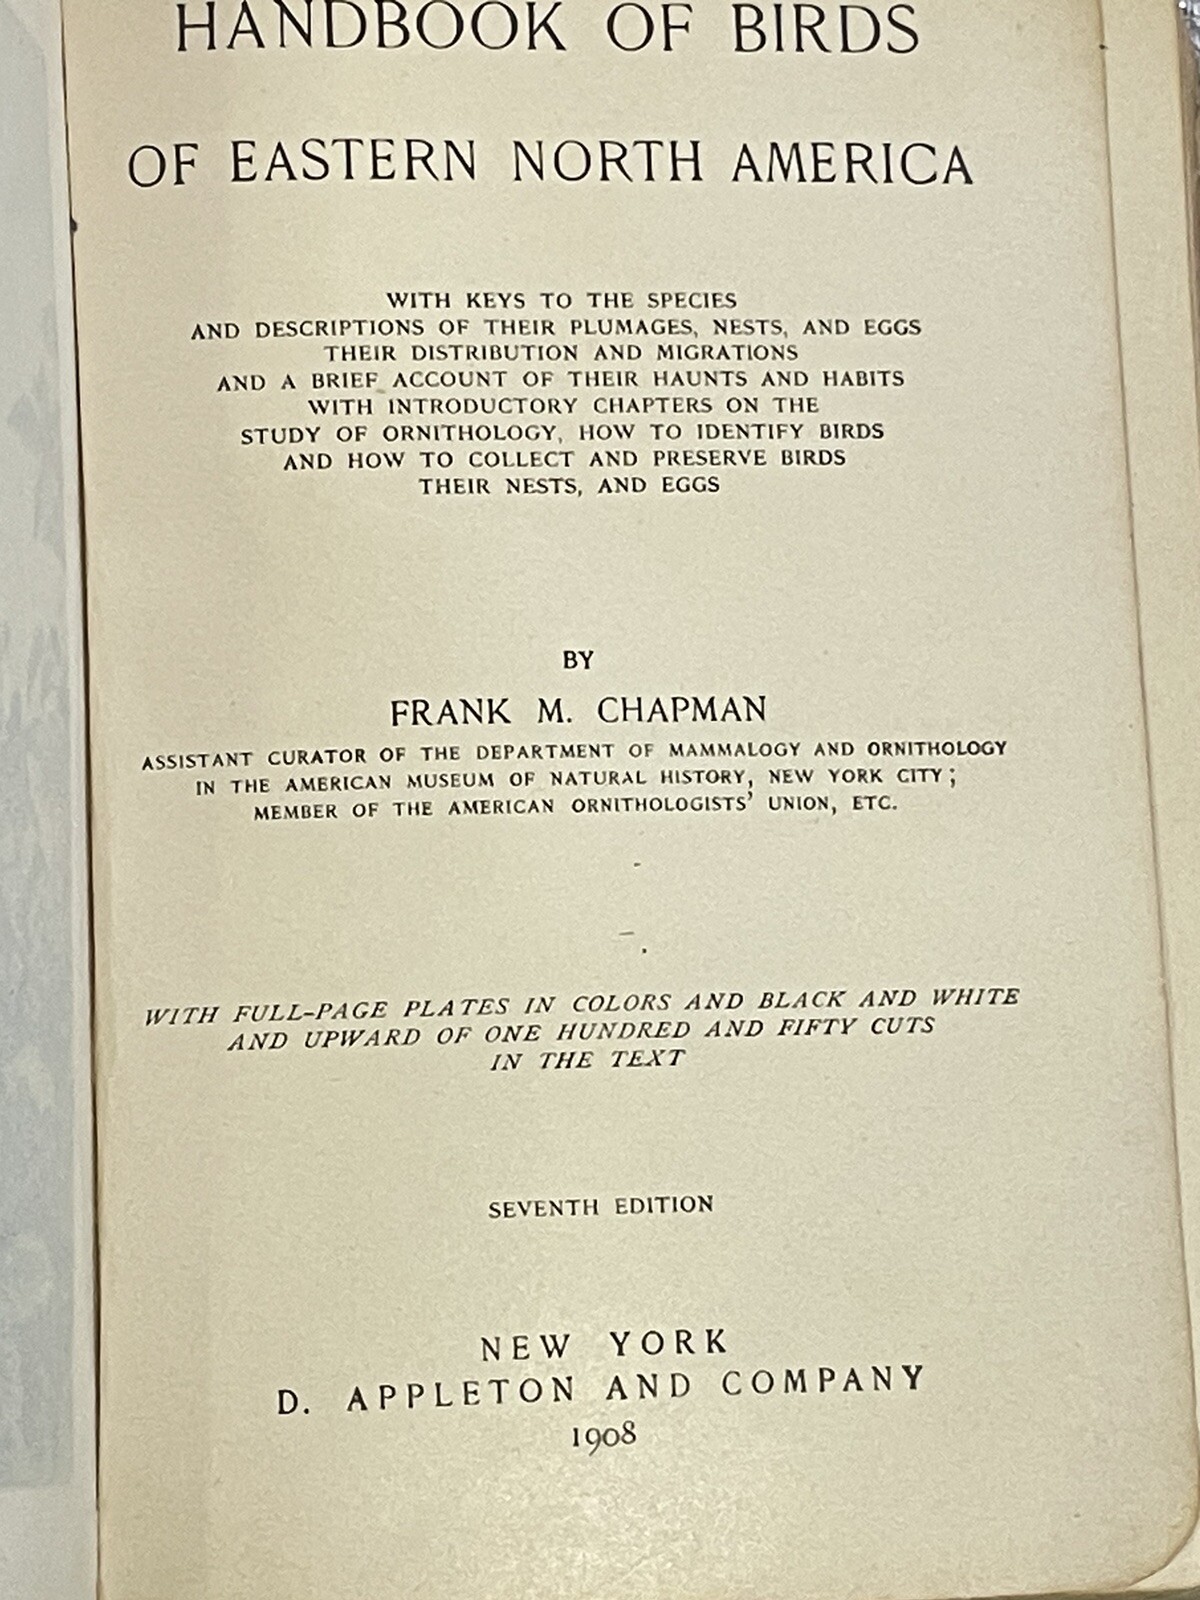 HANDBOOK OF BIRDS
OF EASTERN NORTH AMERICA
WITH KEYS TO THE SPECIES
AND DESCRIPTIONS OF THEIR PLUMAGES, NESTS, AND EGGS
THEIR DISTRIBUTION AND MIGRATIONS
AND A BRIEF ACCOUNT OF THEIR HAUNTS AND HABITS
WITH INTRODUCTORY CHAPTERS ON THE
STUDY OF ORNITHOLOGY, HOW TO IDENTIFY BIRDS
AND HOW TO COLLECT AND PRESERVE BIRDS
THEIR NESTS, AND EGGS
BY
FRANK M. CHAPMAN
ASSISTANT CURATOR OF THE DEPARTMENT OF MAMMALOGY AND ORNITHOLOGY
IN THE AMERICAN MUSEUM OF NATURAL HISTORY, NEW YORK CITY;
MEMBER OF THE AMERICAN ORNITHOLOGISTS' UNION, ETC.
WITH FULL-PAGE PLATES IN COLORS AND BLACK AND WHITE
AND UPWARD OF ONE HUNDRED AND FIFTY CUTS
IN THE TEXT
SEVENTH EDITION
NEW YORK
D. APPLETON AND COMPANY
1908